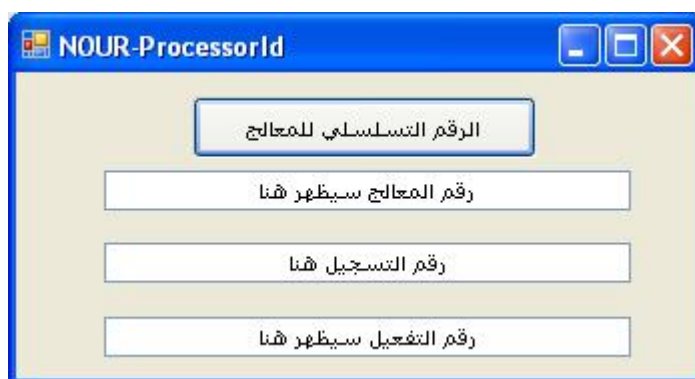 NOUR-ProcessorId
الرقم التسلسلي للمعالج
رقم المعالج سيظهر هنا
رقم التسجيل هنا
رقم التفعيل سيظهر هنا